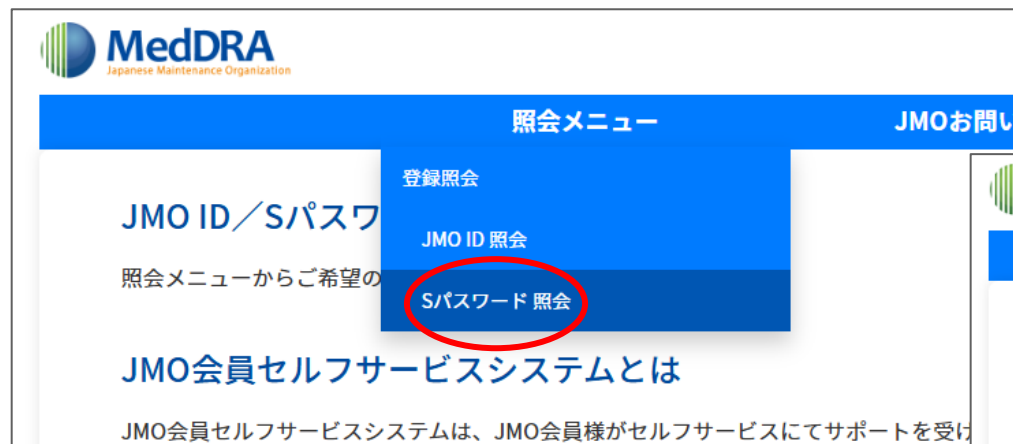 MedDRA
Japanese Maintenance Organization
照会メニュー
JMOお問い
登録照会
JMO ID／Sパスワ
JMO ID 照会
照会メニューからご希望の
Sパスワード 照会
JMO会員セルフサービスシステムとは
JMO会員セルフサービスシステムは、JMO会員様がセルフサービスにてサポートを受け